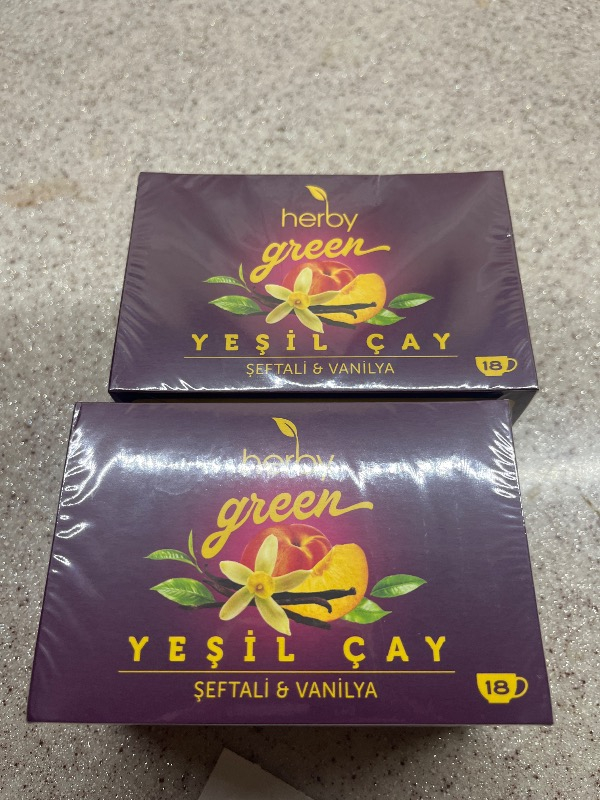 herby
green
YEŞİL ÇAY
ŞEFTALİ & VANİLYA
18
herby
green
YEŞİL ÇAY
ŞEFTALİ & VANİLYA
18